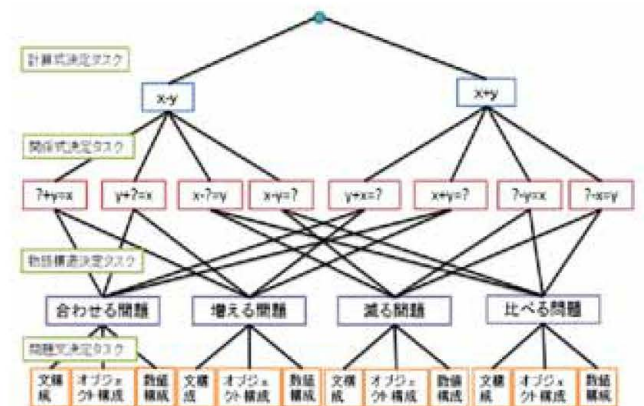 計算式決定タスク
x-y
x+y
関係式決定タスク
?+y=x
y+?=x
x-?=y
x-y=?
y+x=?
x+y=?
?-y=x
?-x=y
数量構造決定タスク
合わせる問題
増える問題
減る問題
比べる問題
問題文決定タスク
文構
成
オブジェ
クト構成
数値
構成
文構
成
オブジェ
クト構成
数値
構成
文構
成
オブジェ
クト構成
数値
構成
文構
成
オブジェ
クト構成
数値
構成